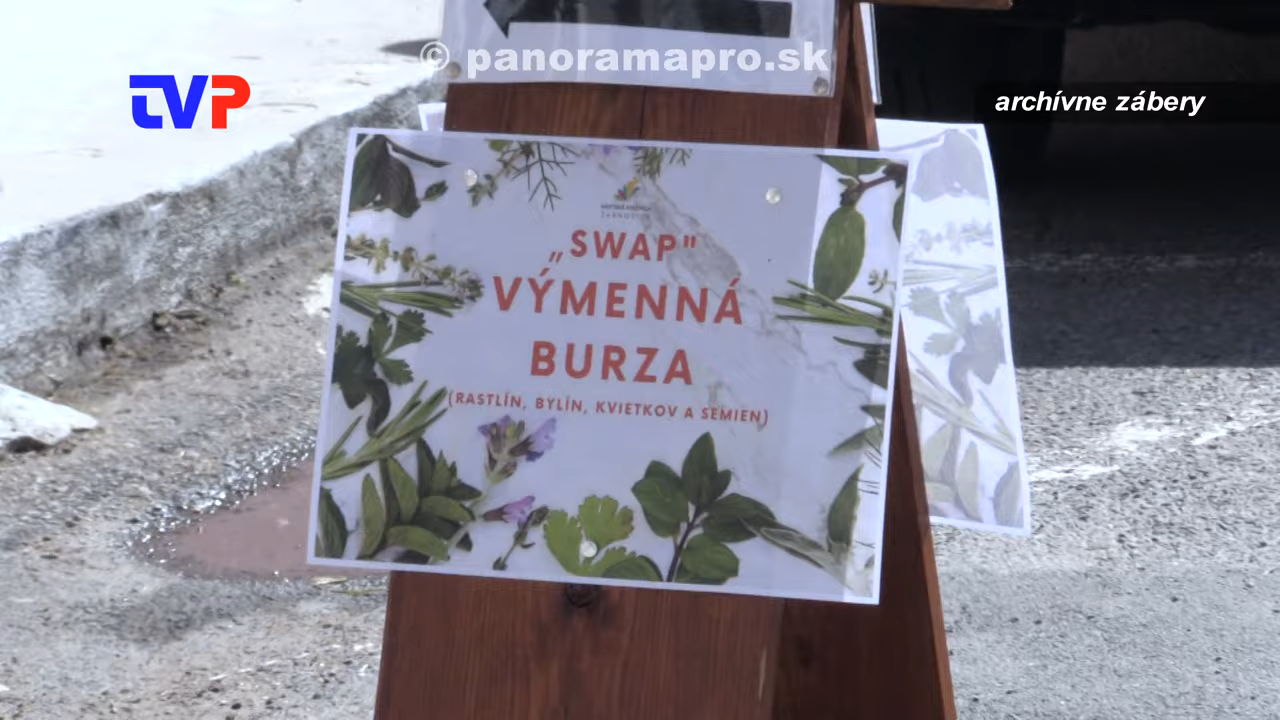 © panoramapro.sk
TVP
archívne zábery
„SWAP"
VÝMENNÁ
BURZA
(RASTLÍN, BYLÍN, KVIETKOV A SEMIEN)